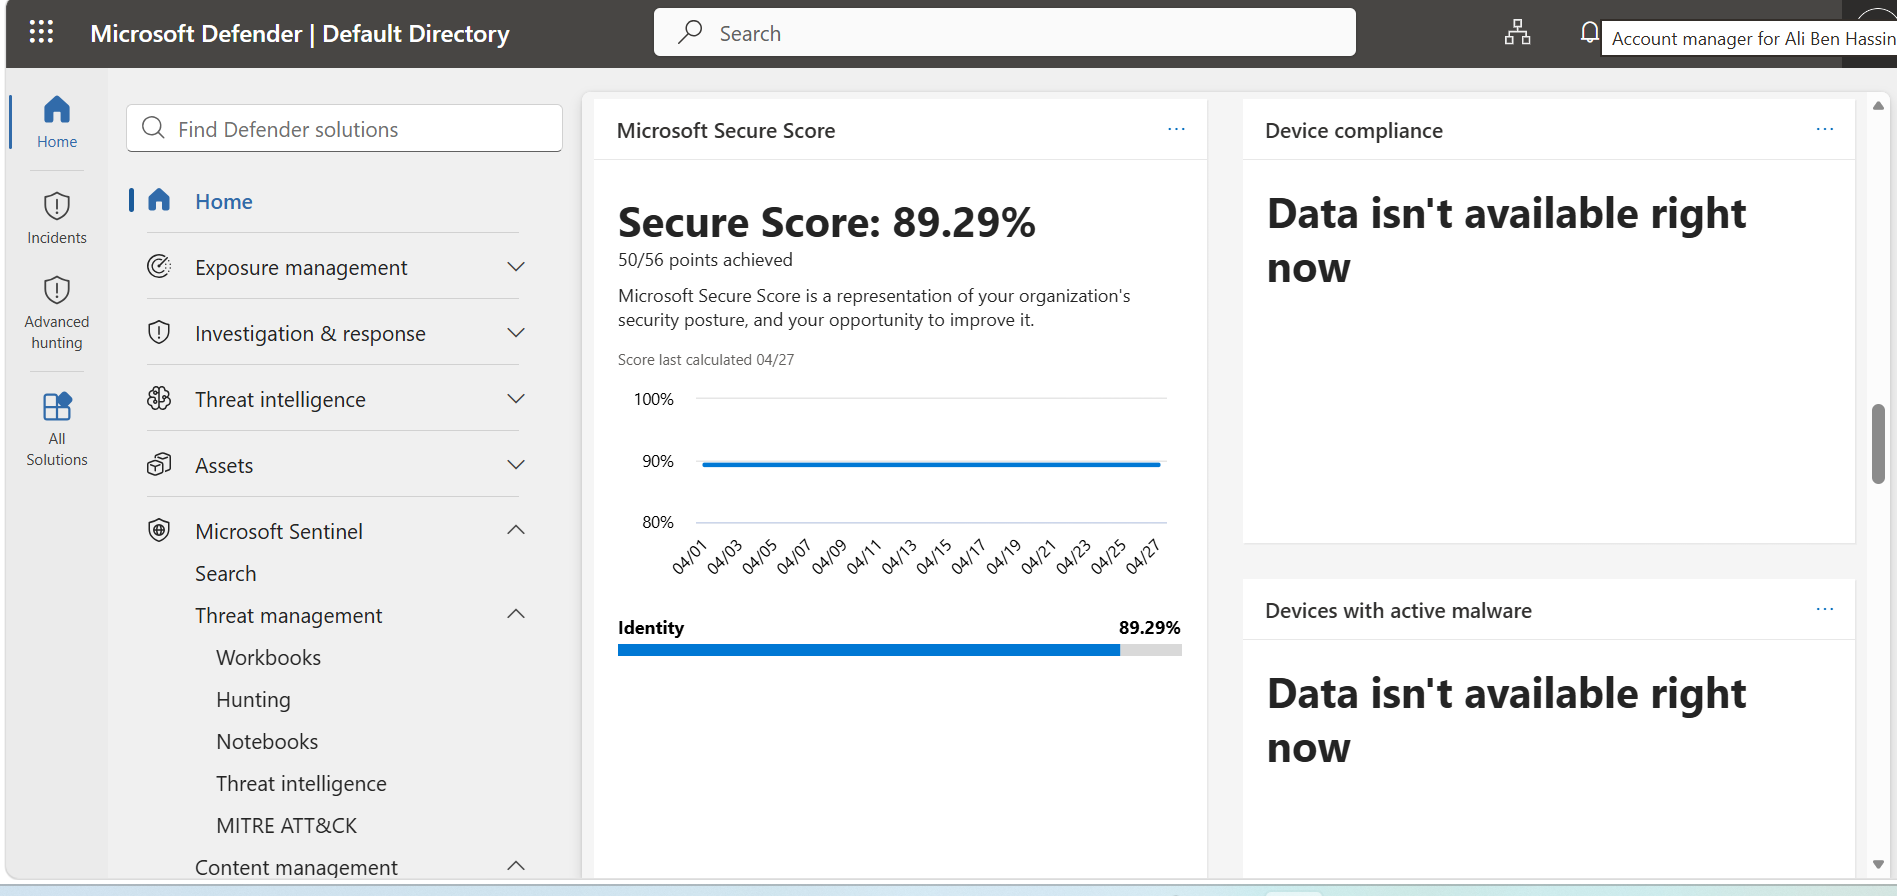 Microsoft Defender | Default Directory
Search
Account manager for Ali Ben Hassin
Home
Incidents
Advanced
hunting
All
Solutions
Find Defender solutions
Home
Exposure management
Investigation & response
Threat intelligence
Assets
Microsoft Sentinel
Search
Threat management
Workbooks
Hunting
Notebooks
Threat intelligence
MITRE ATT&CK
Content management
Microsoft Secure Score
Secure Score: 89.29%
50/56 points achieved
Microsoft Secure Score is a representation of your organization's
security posture, and your opportunity to improve it.
Score last calculated 04/27
100%
90%
80%
04/01 04/03 04/05 04/07 04/09 04/11 04/13 04/15 04/17 04/19 04/21 04/23 04/25 04/27
Identity 89.29%
Device compliance
Data isn't available right
now
Devices with active malware
Data isn't available right
now